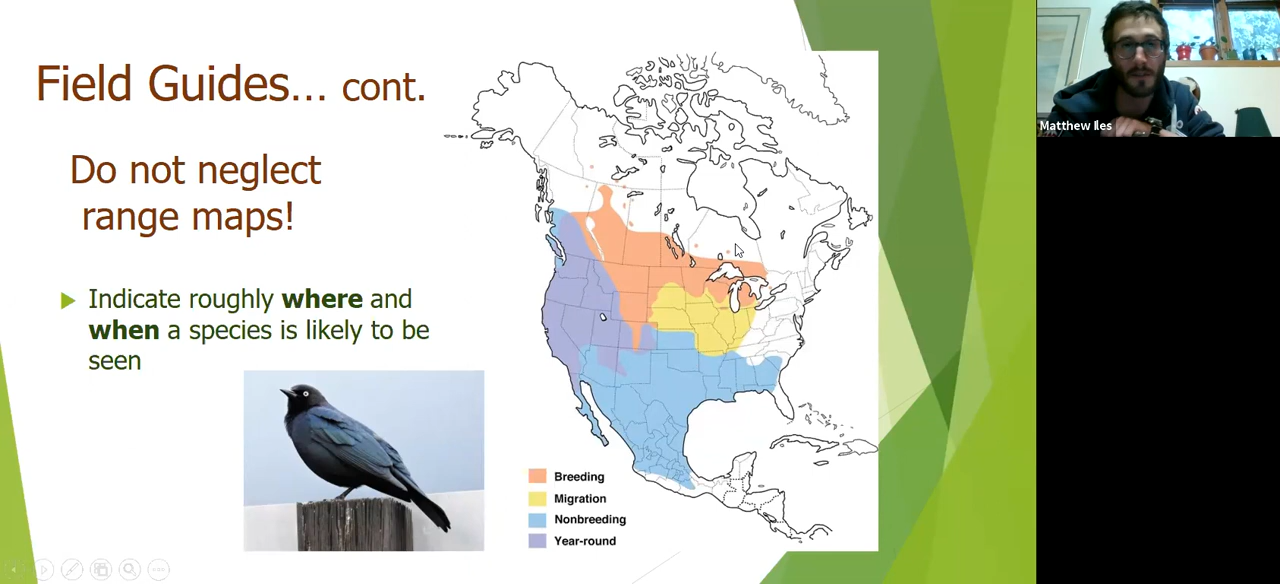 Field Guides... cont.
Do not neglect
range maps!
Indicate roughly where and
when a species is likely to be
seen
Breeding
Migration
Nonbreeding
Year-round
Matthew Iles